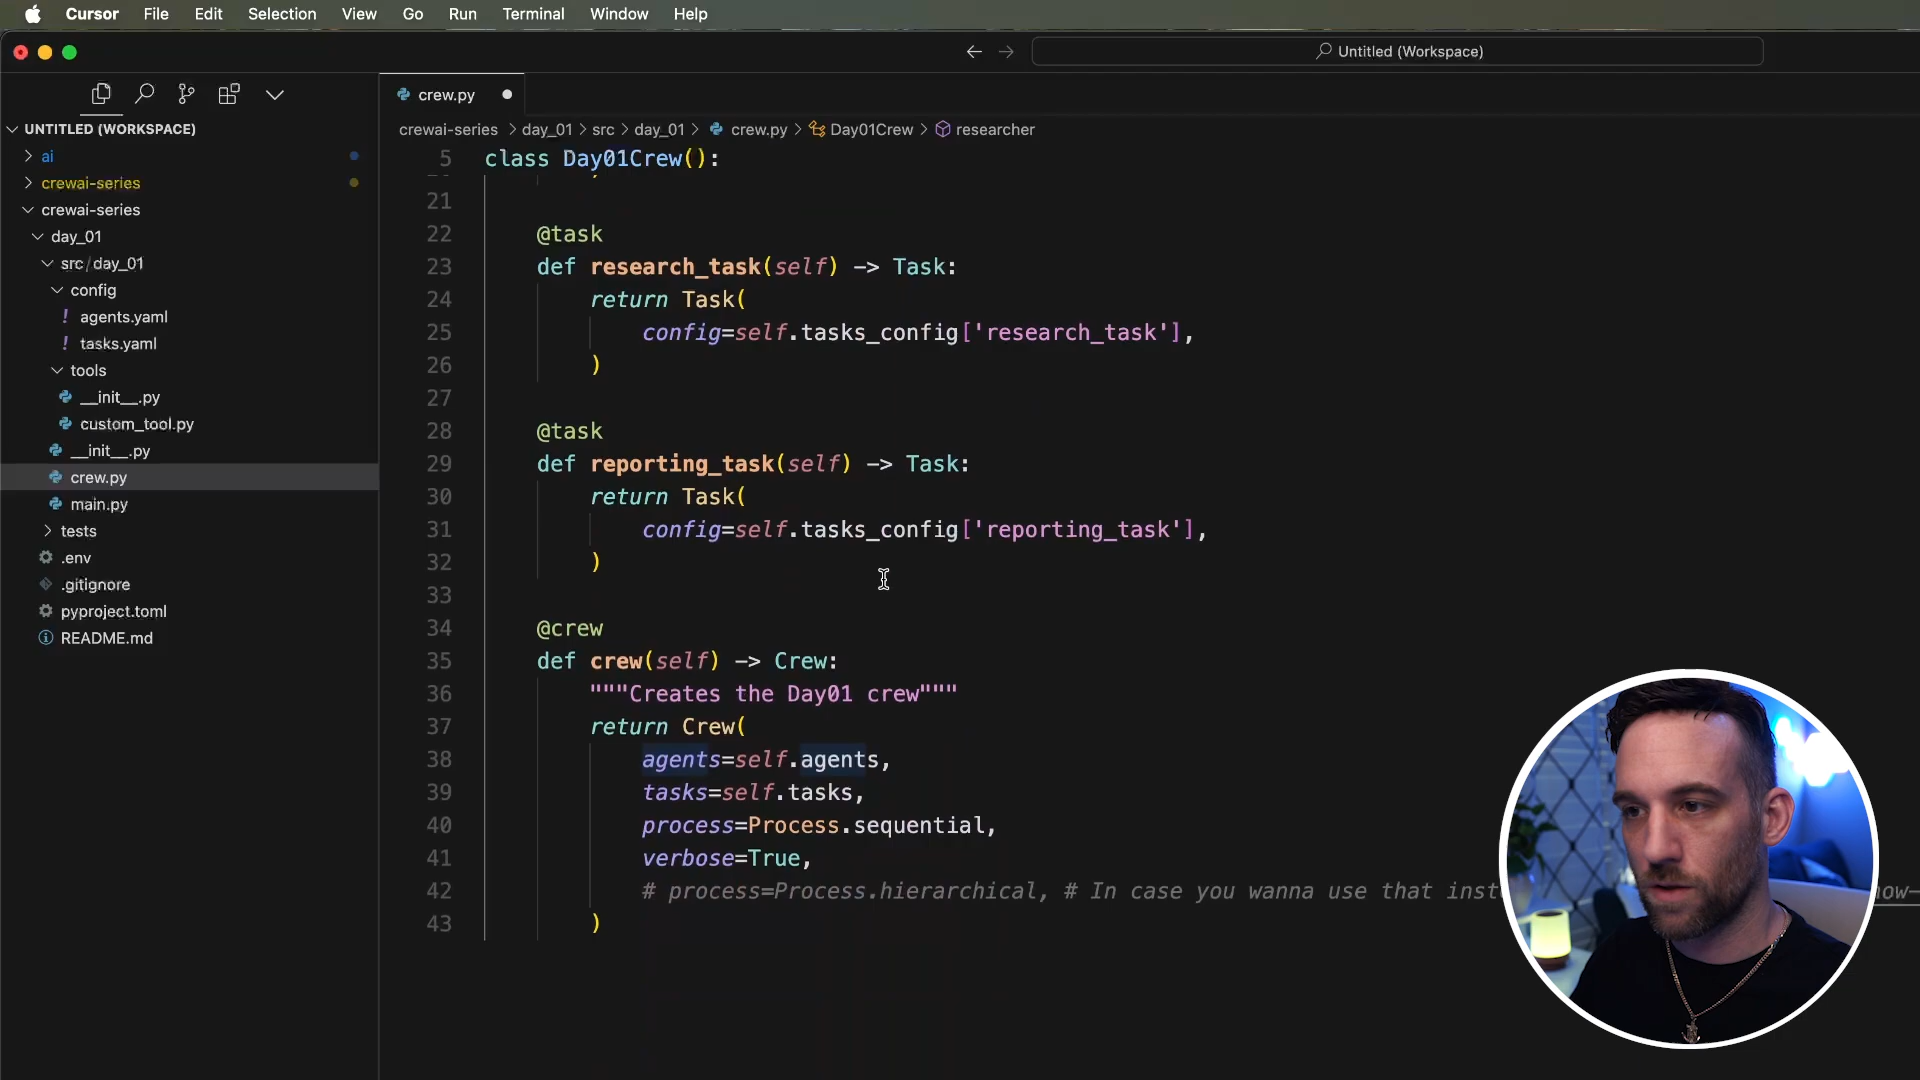 Cursor File Edit Selection View Go Run Terminal Window Help
Untitled (Workspace)
crew.py
UNTITLED (WORKSPACE)
ai
crewai-series
crewai-series
day_01
src / day_01
config
! agents.yaml
! tasks.yaml
tools
__init__.py
custom_tool.py
__init__.py
crew.py
main.py
tests
.env
.gitignore
pyproject.toml
README.md
crewai-series > day_01 > src > day_01 > crew.py > Day01Crew > researcher
5 class Day01Crew():
21
22 @task
23 def research_task(self) -> Task:
24 return Task(
25 config=self.tasks_config['research_task'],
26 )
27
28 @task
29 def reporting_task(self) -> Task:
30 return Task(
31 config=self.tasks_config['reporting_task'],
32 )
33
34 @crew
35 def crew(self) -> Crew:
36 """Creates the Day01 crew"""
37 return Crew(
38 agents=self.agents,
39 tasks=self.tasks,
40 process=Process.sequential,
41 verbose=True,
42 # process=Process.hierarchical, # In case you wanna use that inst
43 )